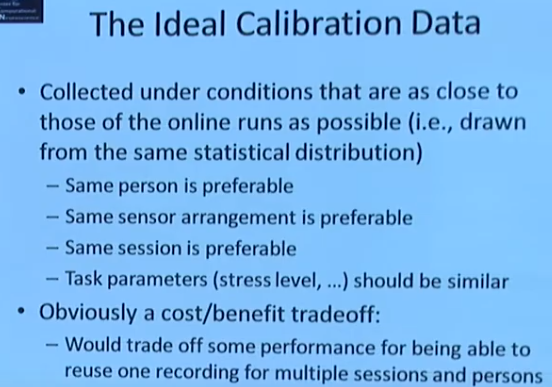 The Ideal Calibration Data
• Collected under conditions that are as close to
those of the online runs as possible (i.e., drawn
from the same statistical distribution)
– Same person is preferable
– Same sensor arrangement is preferable
– Same session is preferable
– Task parameters (stress level, ...) should be similar
• Obviously a cost/benefit tradeoff:
– Would trade off some performance for being able to
reuse one recording for multiple sessions and persons